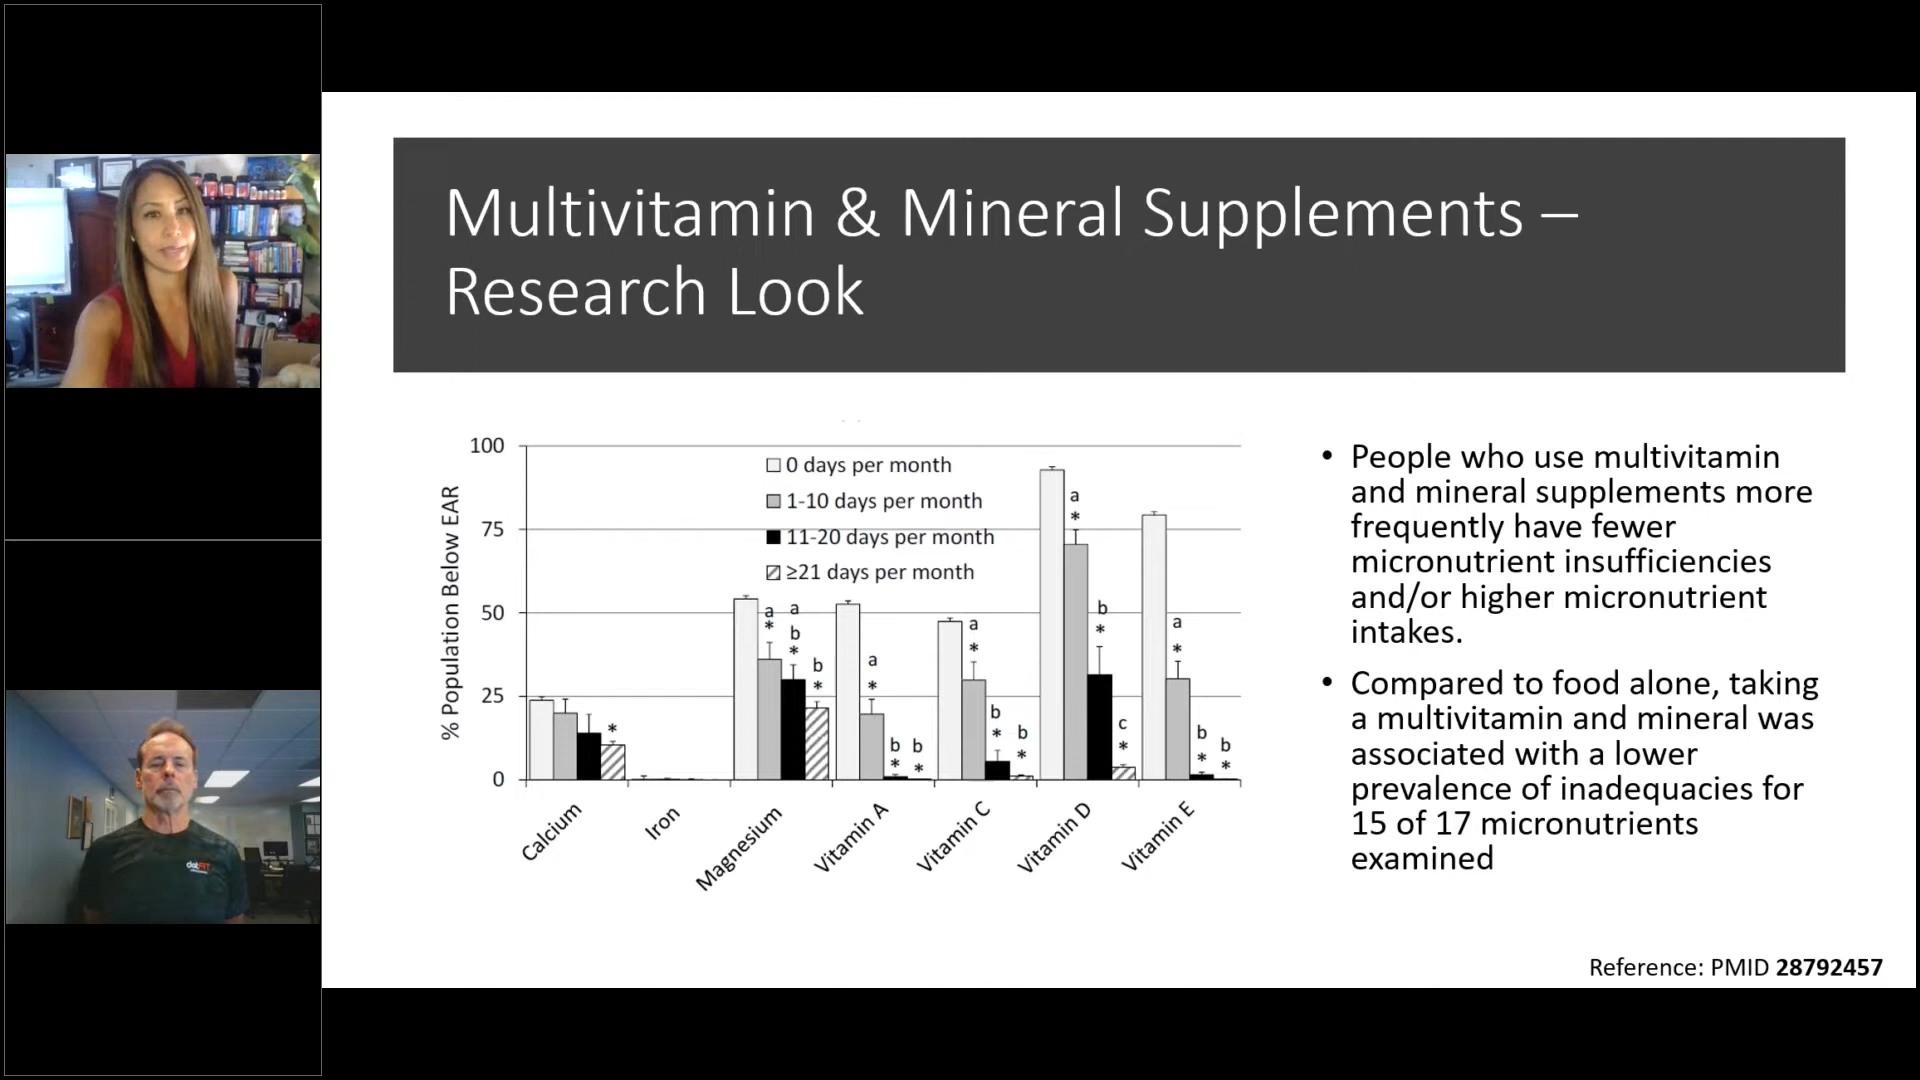 Multivitamin & Mineral Supplements –
Research Look
% Population Below EAR
100
75
50
25
0
0 days per month
1-10 days per month
11-20 days per month
≥21 days per month
*
a
*
a
b
*
b
*
a
*
b
*
b
*
a
*
b
*
b
*
a
*
b
*
c
*
a
*
b
*
b
*
Calcium
Iron
Magnesium
Vitamin A
Vitamin C
Vitamin D
Vitamin E
• People who use multivitamin
and mineral supplements more
frequently have fewer
micronutrient insufficiencies
and/or higher micronutrient
intakes.
• Compared to food alone, taking
a multivitamin and mineral was
associated with a lower
prevalence of inadequacies for
15 of 17 micronutrients
examined
Reference: PMID 28792457